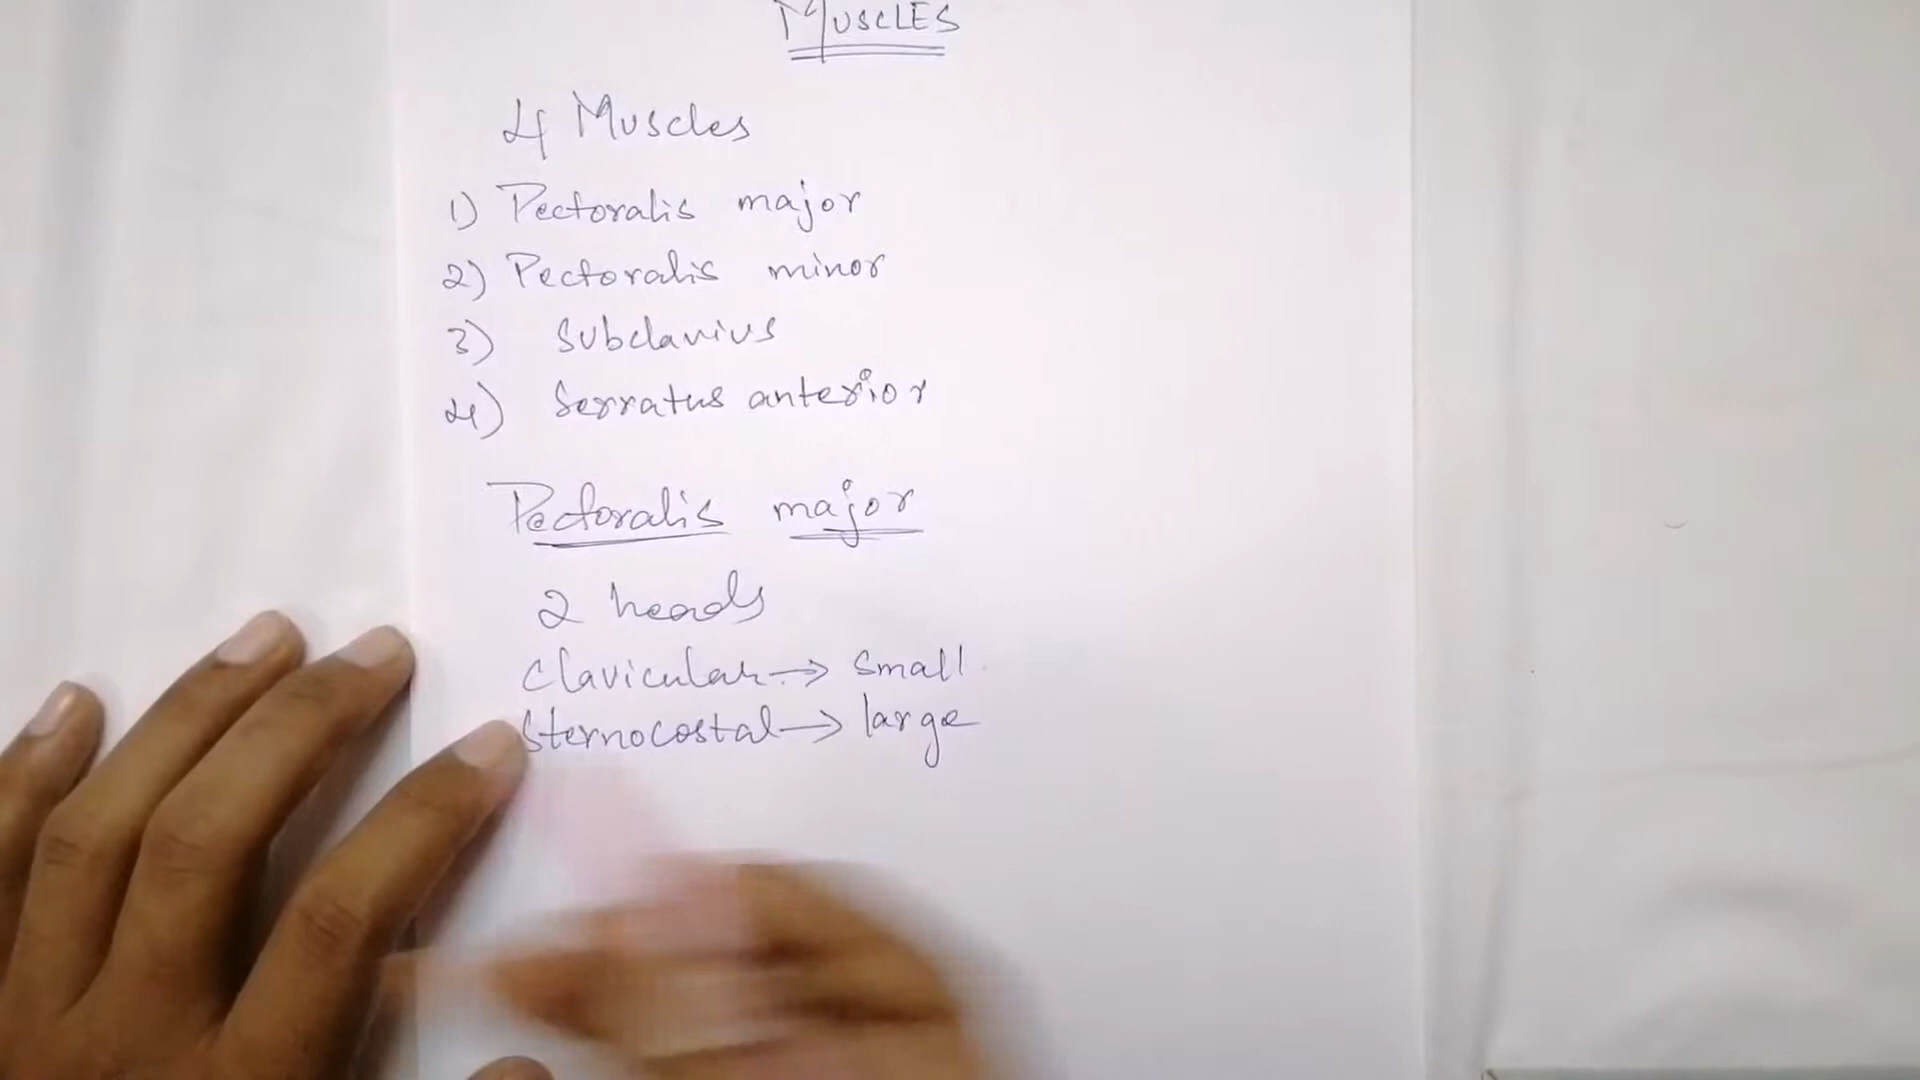 MUSCLES
4 Muscles
1) Pectoralis major
2) Pectoralis minor
3) Subclavius
4) Serratus anterior
Pectoralis major
2 heads
Clavicular → small
Sternocostal → large